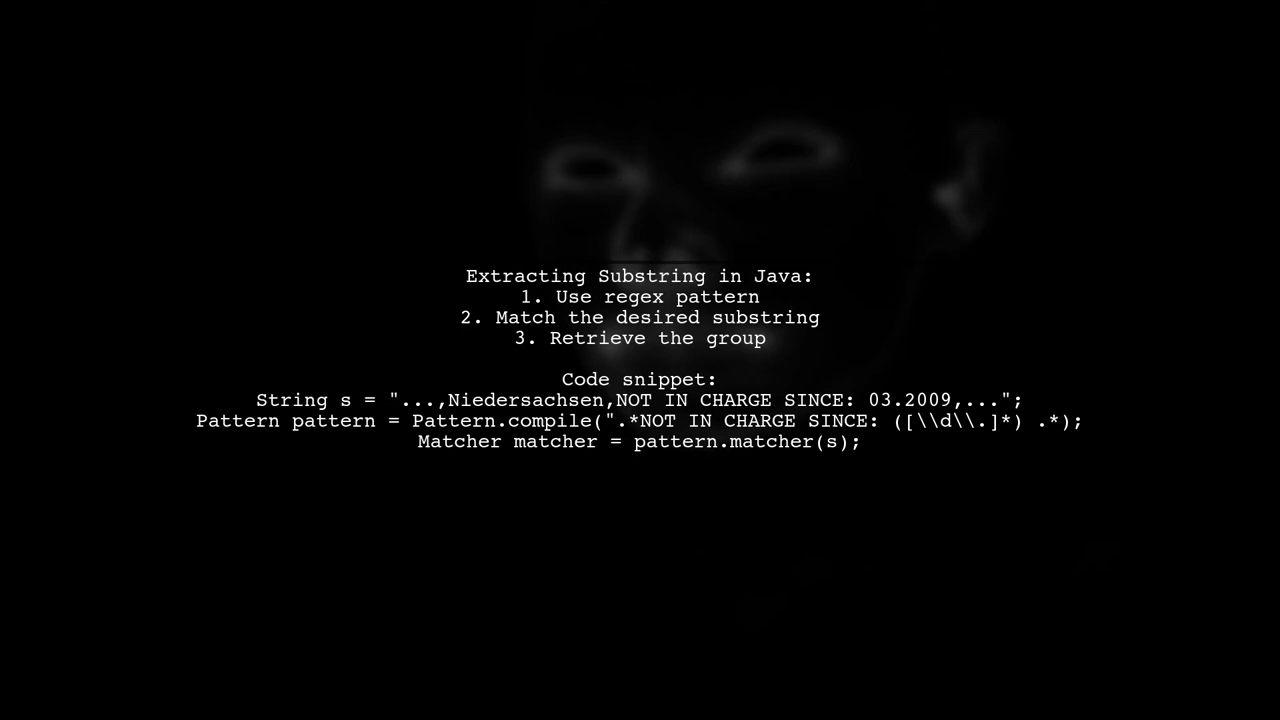 Extracting Substring in Java:
1. Use regex pattern
2. Match the desired substring
3. Retrieve the group
Code snippet:
String s = "...,Niedersachsen,NOT IN CHARGE SINCE: 03.2009,...";
Pattern pattern = Pattern.compile(".*NOT IN CHARGE SINCE: ([\\d\\.]*) .*);
Matcher matcher = pattern.matcher(s);